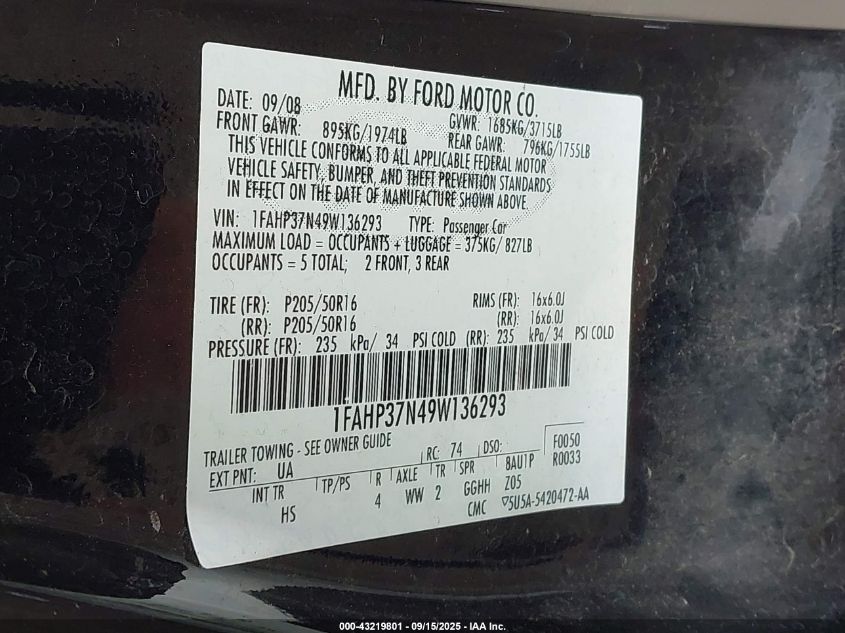 MFD. BY FORD MOTOR CO.
DATE: 09/08 GVWR: 1685KG/3715LB
FRONT GAWR: 895KG/1974LB REAR GAWR: 796KG/1755LB
THIS VEHICLE CONFORMS TO ALL APPLICABLE FEDERAL MOTOR
VEHICLE SAFETY, BUMPER, AND THEFT PREVENTION STANDARDS
IN EFFECT ON THE DATE OF MANUFACTURE SHOWN ABOVE.
VIN: 1FAHP37N49W136293 TYPE: Passenger Car
MAXIMUM LOAD = OCCUPANTS + LUGGAGE = 375KG/ 827LB
OCCUPANTS = 5 TOTAL; 2 FRONT, 3 REAR
TIRE (FR): P205/50R16 RIMS (FR): 16x6.0J
(RR): P205/50R16 (RR): 16x6.0J
PRESSURE (FR): 235 kPa/ 34 PSI COLD (RR): 235 kPa/ 34 PSI COLD
1FAHP37N49W136293
TRAILER TOWING - SEE OWNER GUIDE
EXT PNT: UA RC: 74 DSO: F0050
R0033
INT TR TP/PS R AXLE TR SPR 8AU1P
HS 4 WW 2 GGHH Z05
CMC ▽5U5A-5420472-AA
000-43219801 - 09/15/2025 - IAA Inc.